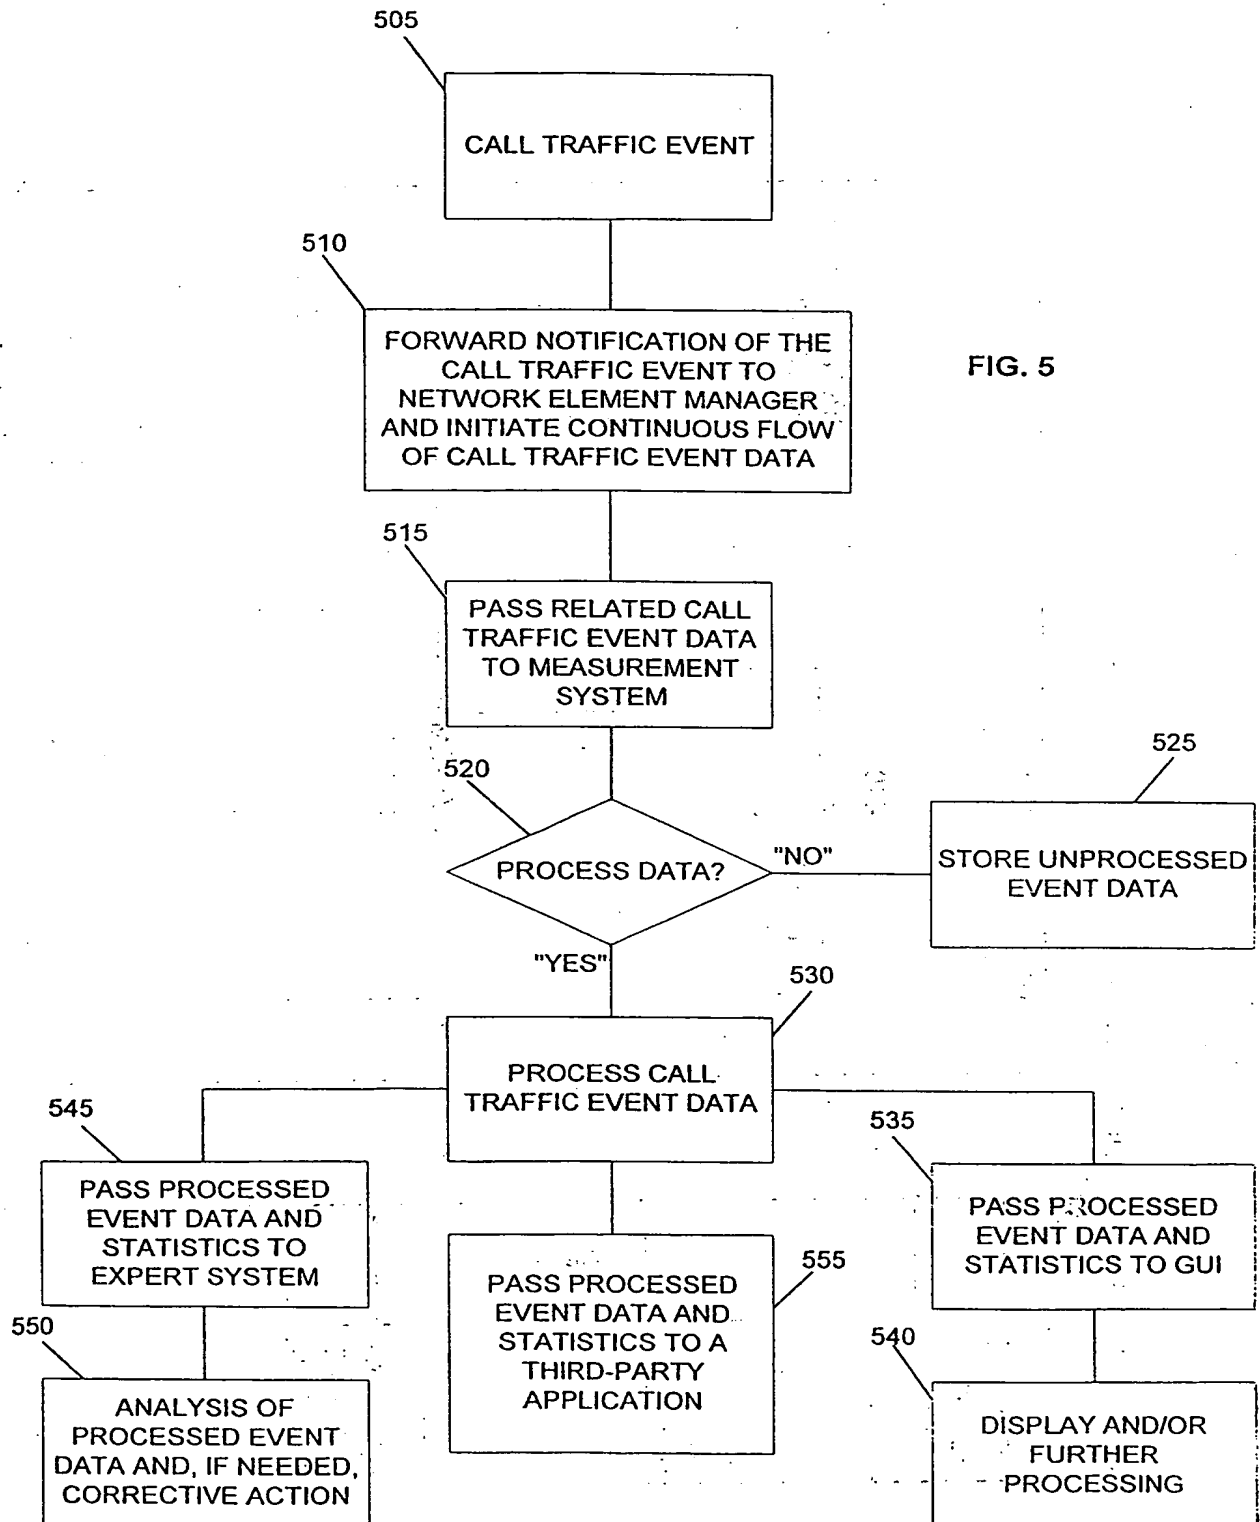 505
CALL TRAFFIC EVENT
510
FORWARD NOTIFICATION OF THE
CALL TRAFFIC EVENT TO
NETWORK ELEMENT MANAGER
AND INITIATE CONTINUOUS FLOW
OF CALL TRAFFIC EVENT DATA
FIG. 5
515
PASS RELATED CALL
TRAFFIC EVENT DATA
TO MEASUREMENT
SYSTEM
520
PROCESS DATA?
"NO"
525
STORE UNPROCESSED
EVENT DATA
"YES"
530
PROCESS CALL
TRAFFIC EVENT DATA
545
PASS PROCESSED
EVENT DATA AND
STATISTICS TO
EXPERT SYSTEM
550
ANALYSIS OF
PROCESSED EVENT
DATA AND, IF NEEDED,
CORRECTIVE ACTION
555
PASS PROCESSED
EVENT DATA AND
STATISTICS TO A
THIRD-PARTY
APPLICATION
535
PASS PROCESSED
EVENT DATA AND
STATISTICS TO GUI
540
DISPLAY AND/OR
FURTHER
PROCESSING